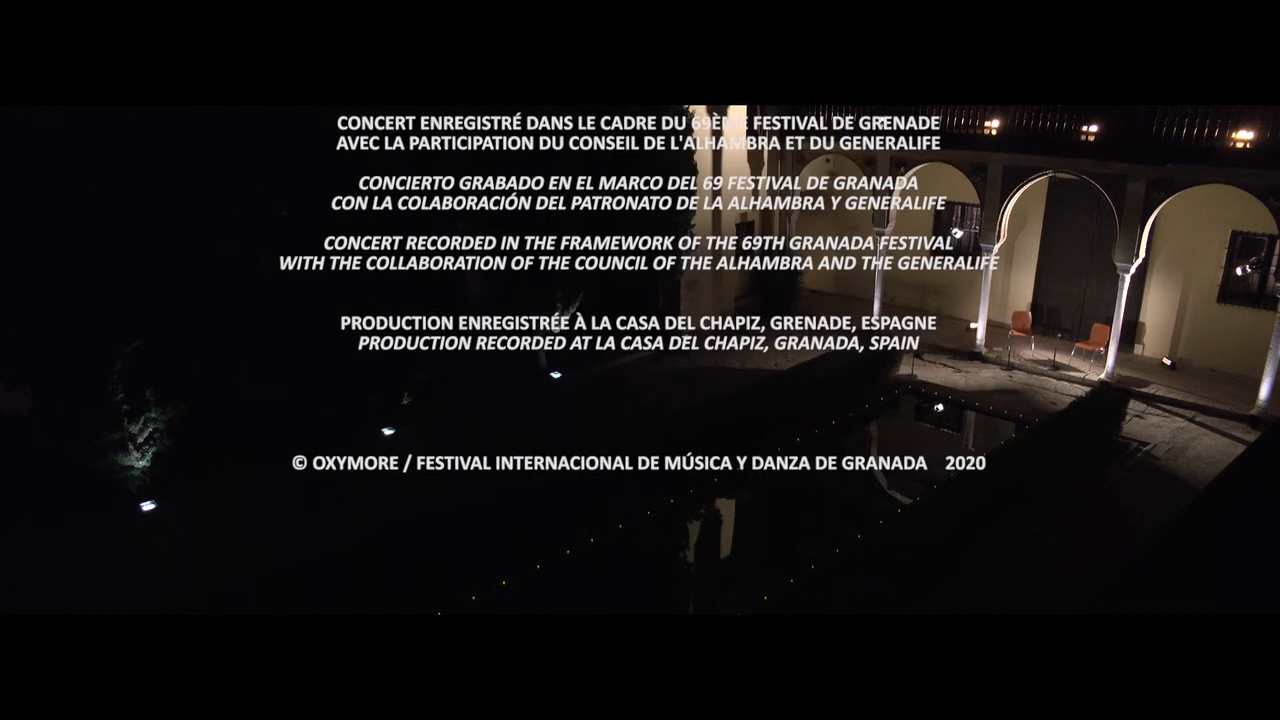 CONCERT ENREGISTRÉ DANS LE CADRE DU 69ÈME FESTIVAL DE GRENADE
AVEC LA PARTICIPATION DU CONSEIL DE L'ALHAMBRA ET DU GENERALIFE
CONCIERTO GRABADO EN EL MARCO DEL 69 FESTIVAL DE GRANADA
CON LA COLABORACIÓN DEL PATRONATO DE LA ALHAMBRA Y GENERALIFE
CONCERT RECORDED IN THE FRAMEWORK OF THE 69TH GRANADA FESTIVAL
WITH THE COLLABORATION OF THE COUNCIL OF THE ALHAMBRA AND THE GENERALIFE
PRODUCTION ENREGISTRÉE À LA CASA DEL CHAPIZ, GRENADE, ESPAGNE
PRODUCTION RECORDED AT LA CASA DEL CHAPIZ, GRANADA, SPAIN
© OXYMORE / FESTIVAL INTERNACIONAL DE MÚSICA Y DANZA DE GRANADA 2020